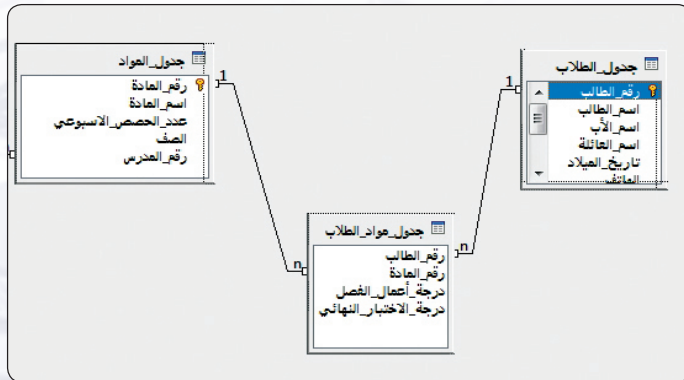 جدول_الطلاب
رقم_الطالب
اسم_الطالب
اسم_الأب
اسم_العائلة
تاريخ_الميلاد
الهاتف
1
n
جدول_المواد
رقم_المادة
اسم_المادة
عدد_الحصص_الاسبوعي
الصف
رقم_المدرس
1
n
جدول_مواد_الطلاب
رقم_الطالب
رقم_المادة
درجة_أعمال_الفصل
درجة_الاختبار_النهائي